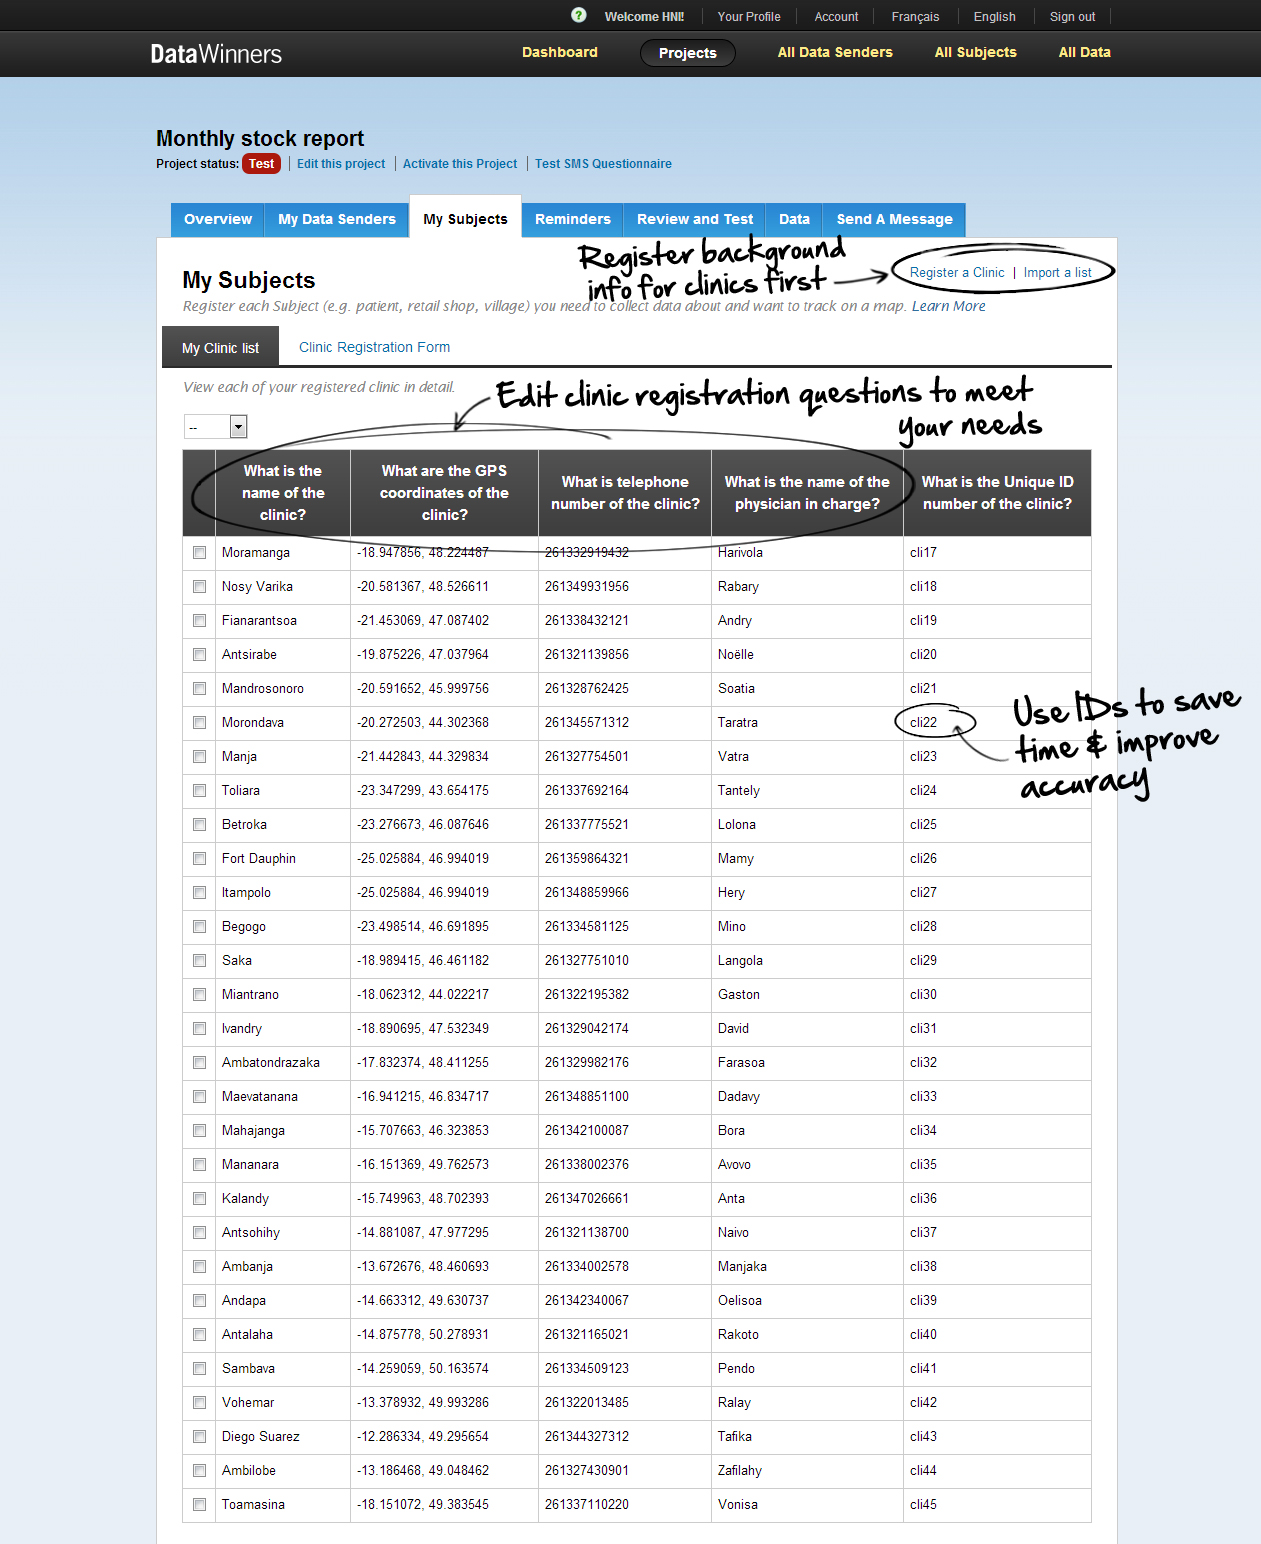 Welcome HNI! Your Profile Account Français English Sign out
DataWinners Dashboard Projects All Data Senders All Subjects All Data
Monthly stock report
Project status: Test Edit this project Activate this Project Test SMS Questionnaire
Overview My Data Senders My Subjects Reminders Review and Test Data Send A Message
Register background
info for clinics first
Register a Clinic | Import a list
My Subjects
Register each Subject (e.g. patient, retail shop, village) you need to collect data about and want to track on a map. Learn More
My Clinic list Clinic Registration Form
View each of your registered clinic in detail.
Edit clinic registration questions to meet
your needs
--
What is the name of the clinic? What are the GPS coordinates of the clinic? What is telephone number of the clinic? What is the name of the physician in charge? What is the Unique ID number of the clinic?
Moramanga -18.947856, 48.224487 261332919432 Harivola cli17
Nosy Varika -20.581367, 48.526611 261349931956 Rabary cli18
Fianarantsoa -21.453069, 47.087402 261338432121 Andry cli19
Antsirabe -19.875226, 47.037964 261321139856 Noëlle cli20
Mandrosonoro -20.591652, 45.999756 261328762425 Soatia cli21
Morondava -20.272503, 44.302368 261345571312 Taratra cli22
Manja -21.442843, 44.329834 261327754501 Vatra cli23
Toliara -23.347299, 43.654175 261337692164 Tantely cli24
Betroka -23.276673, 46.087646 261337775521 Lolona cli25
Fort Dauphin -25.025884, 46.994019 261359864321 Mamy cli26
Itampolo -25.025884, 46.994019 261348859966 Hery cli27
Begogo -23.498514, 46.691895 261334581125 Mino cli28
Saka -18.989415, 46.461182 261327751010 Langola cli29
Miantrano -18.062312, 44.022217 261322195382 Gaston cli30
Ivandry -18.890695, 47.532349 261329042174 David cli31
Ambatondrazaka -17.832374, 48.411255 261329982176 Farasoa cli32
Maevatanana -16.941215, 46.834717 261348851100 Dadavy cli33
Mahajanga -15.707663, 46.323853 261342100087 Bora cli34
Mananara -16.151369, 49.762573 261338002376 Avovo cli35
Kalandy -15.749963, 48.702393 261347026661 Anta cli36
Antsohihy -14.881087, 47.977295 261321138700 Naivo cli37
Ambanja -13.672676, 48.460693 261334002578 Manjaka cli38
Andapa -14.663312, 49.630737 261342340067 Oelisoa cli39
Antalaha -14.875778, 50.278931 261321165021 Rakoto cli40
Sambava -14.259059, 50.163574 261334509123 Pendo cli41
Vohemar -13.378932, 49.993286 261322013485 Ralay cli42
Diego Suarez -12.286334, 49.295654 261344327312 Tafika cli43
Ambilobe -13.186468, 49.048462 261327430901 Zafilahy cli44
Toamasina -18.151072, 49.383545 261337110220 Vonisa cli45
Use IDs to save
time & improve
accuracy